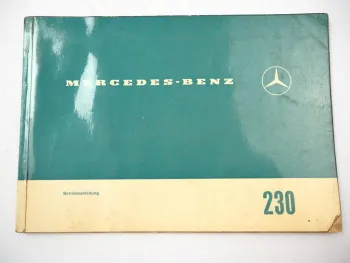 MERCEDES-BENZ
Betriebsanleitung
230